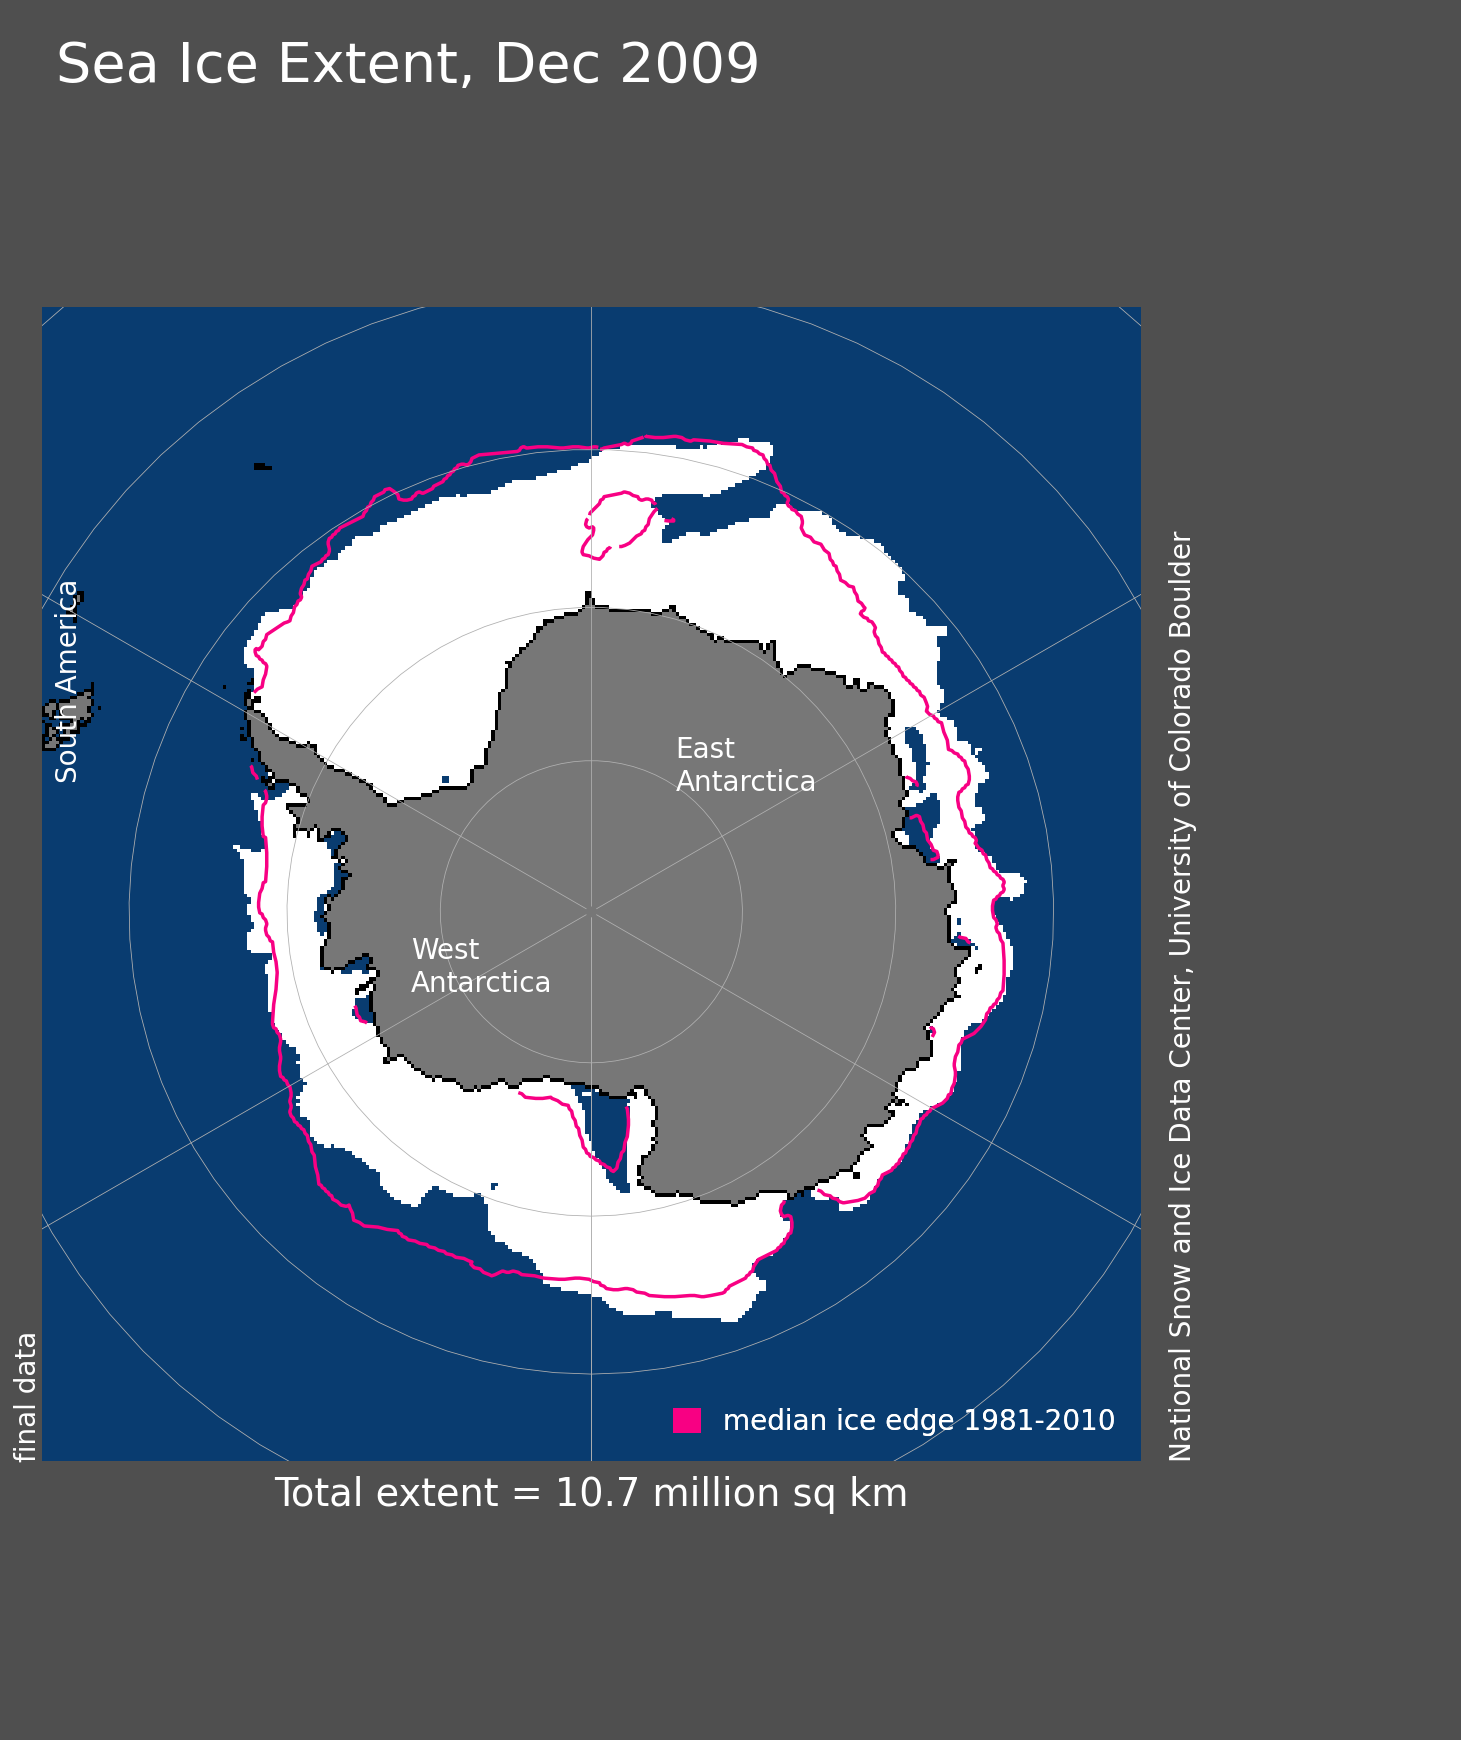 Sea Ice Extent, Dec 2009
South America
East
Antarctica
West
Antarctica
median ice edge 1981-2010
final data
National Snow and Ice Data Center, University of Colorado Boulder
Total extent = 10.7 million sq km